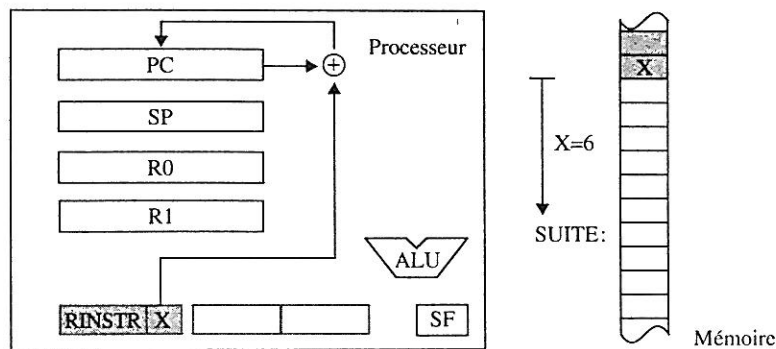 Processeur
PC
X
SP
R0
X=6
R1
SUITE:
ALU
RINSTR X
SF
Mémoire